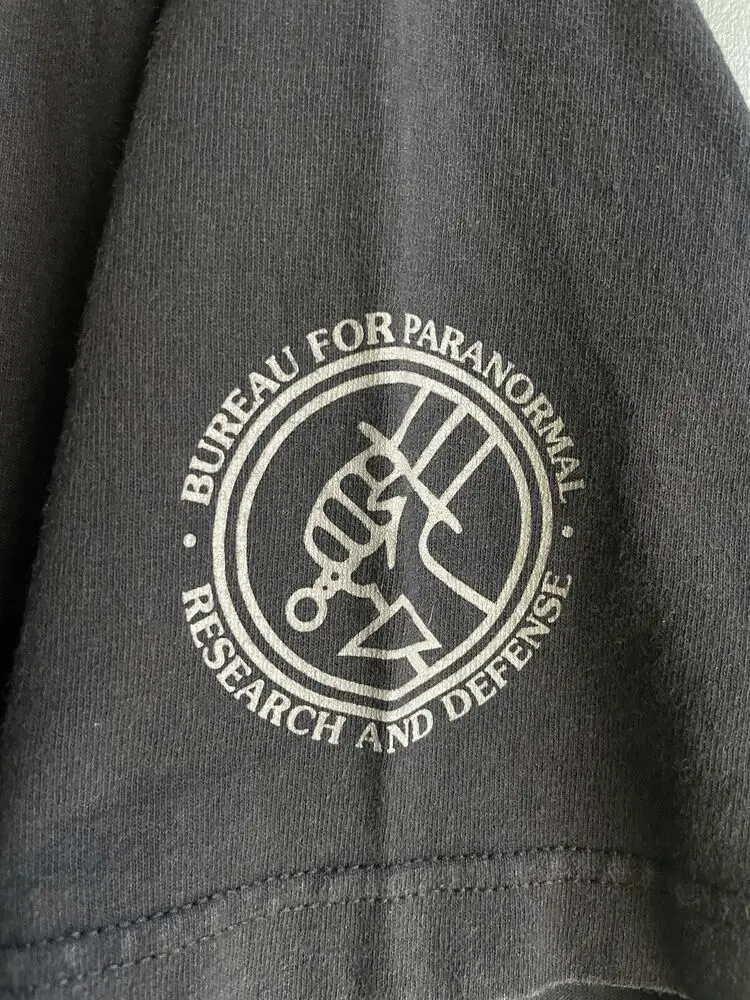 • BUREAU FOR PARANORMAL •
RESEARCH AND DEFENSE